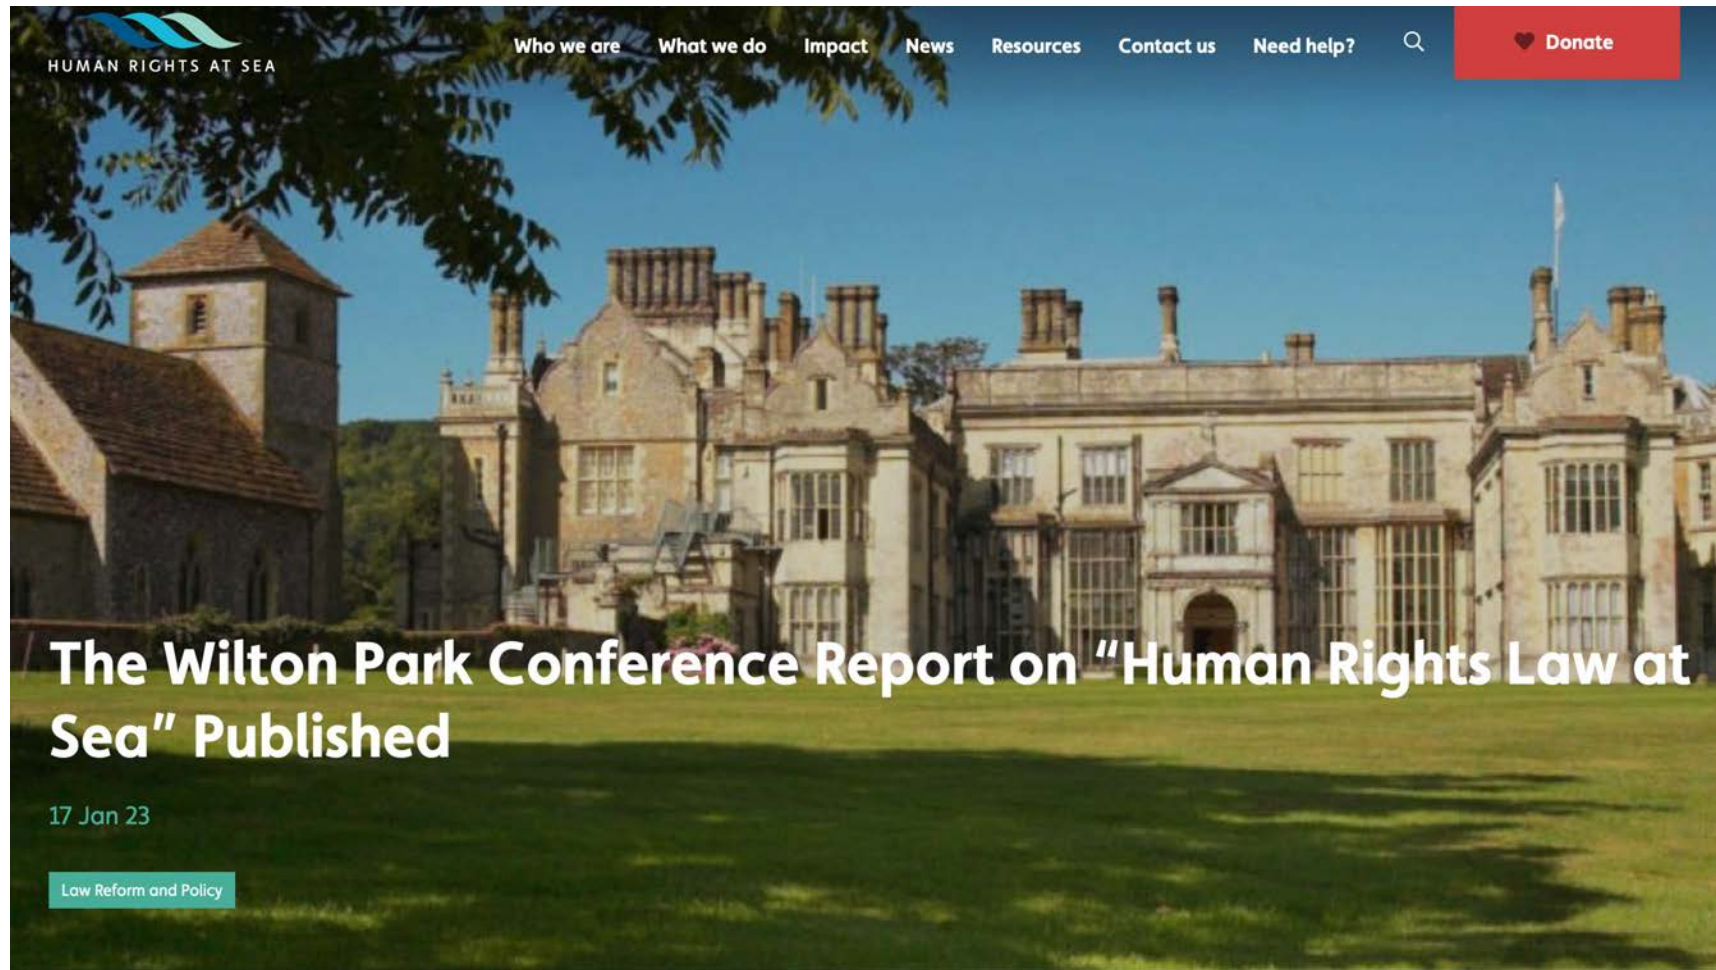 HUMAN RIGHTS AT SEA
Who we are
What we do
Impact
News
Resources
Contact us
Need help?
Donate
The Wilton Park Conference Report on “Human Rights Law at
Sea” Published
17 Jan 23
Law Reform and Policy